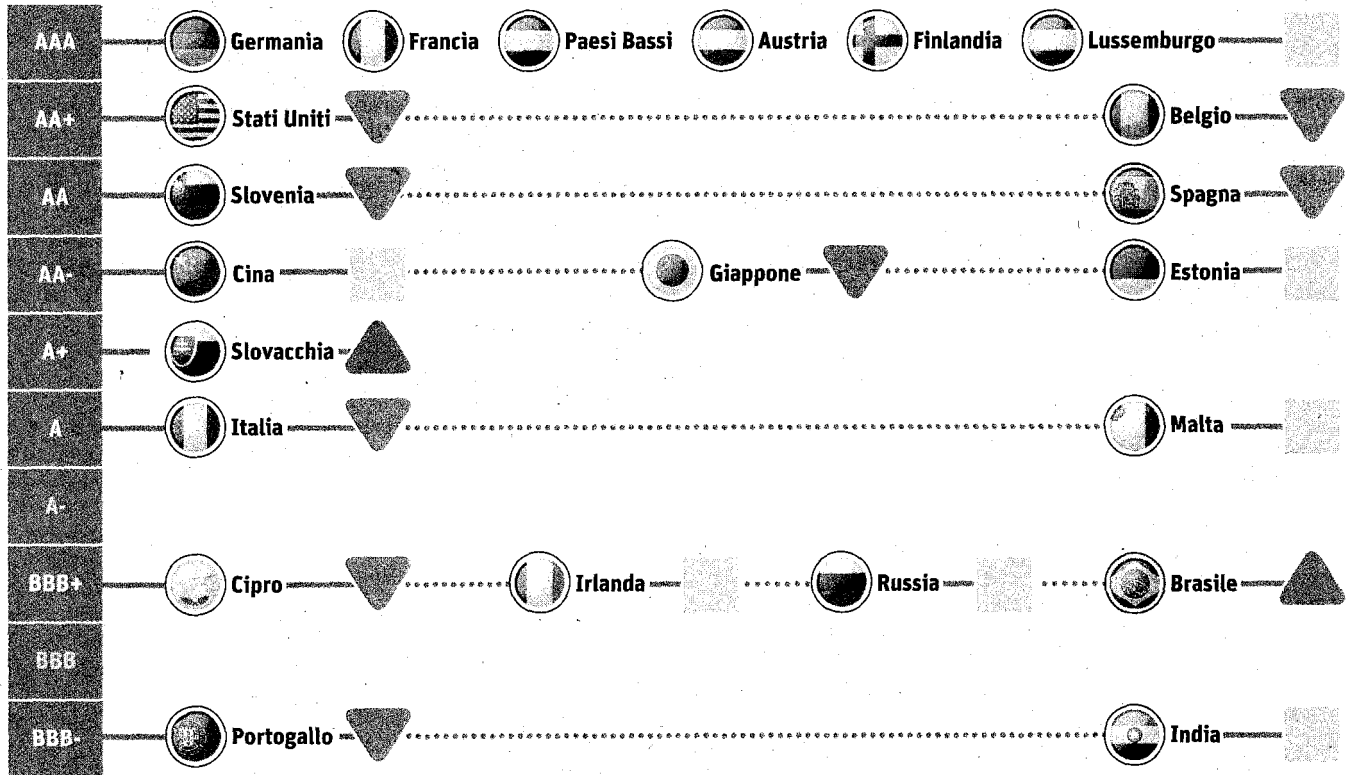 AAA Germania Francia Paesi Bassi Austria Finlandia Lussemburgo
AA+ Stati Uniti Belgio
AA Slovenia Spagna
AA- Cina Giappone Estonia
A+ Slovacchia
A Italia Malta
A-
BBB+ Cipro Irlanda Russia Brasile
BBB
BBB- Portogallo India